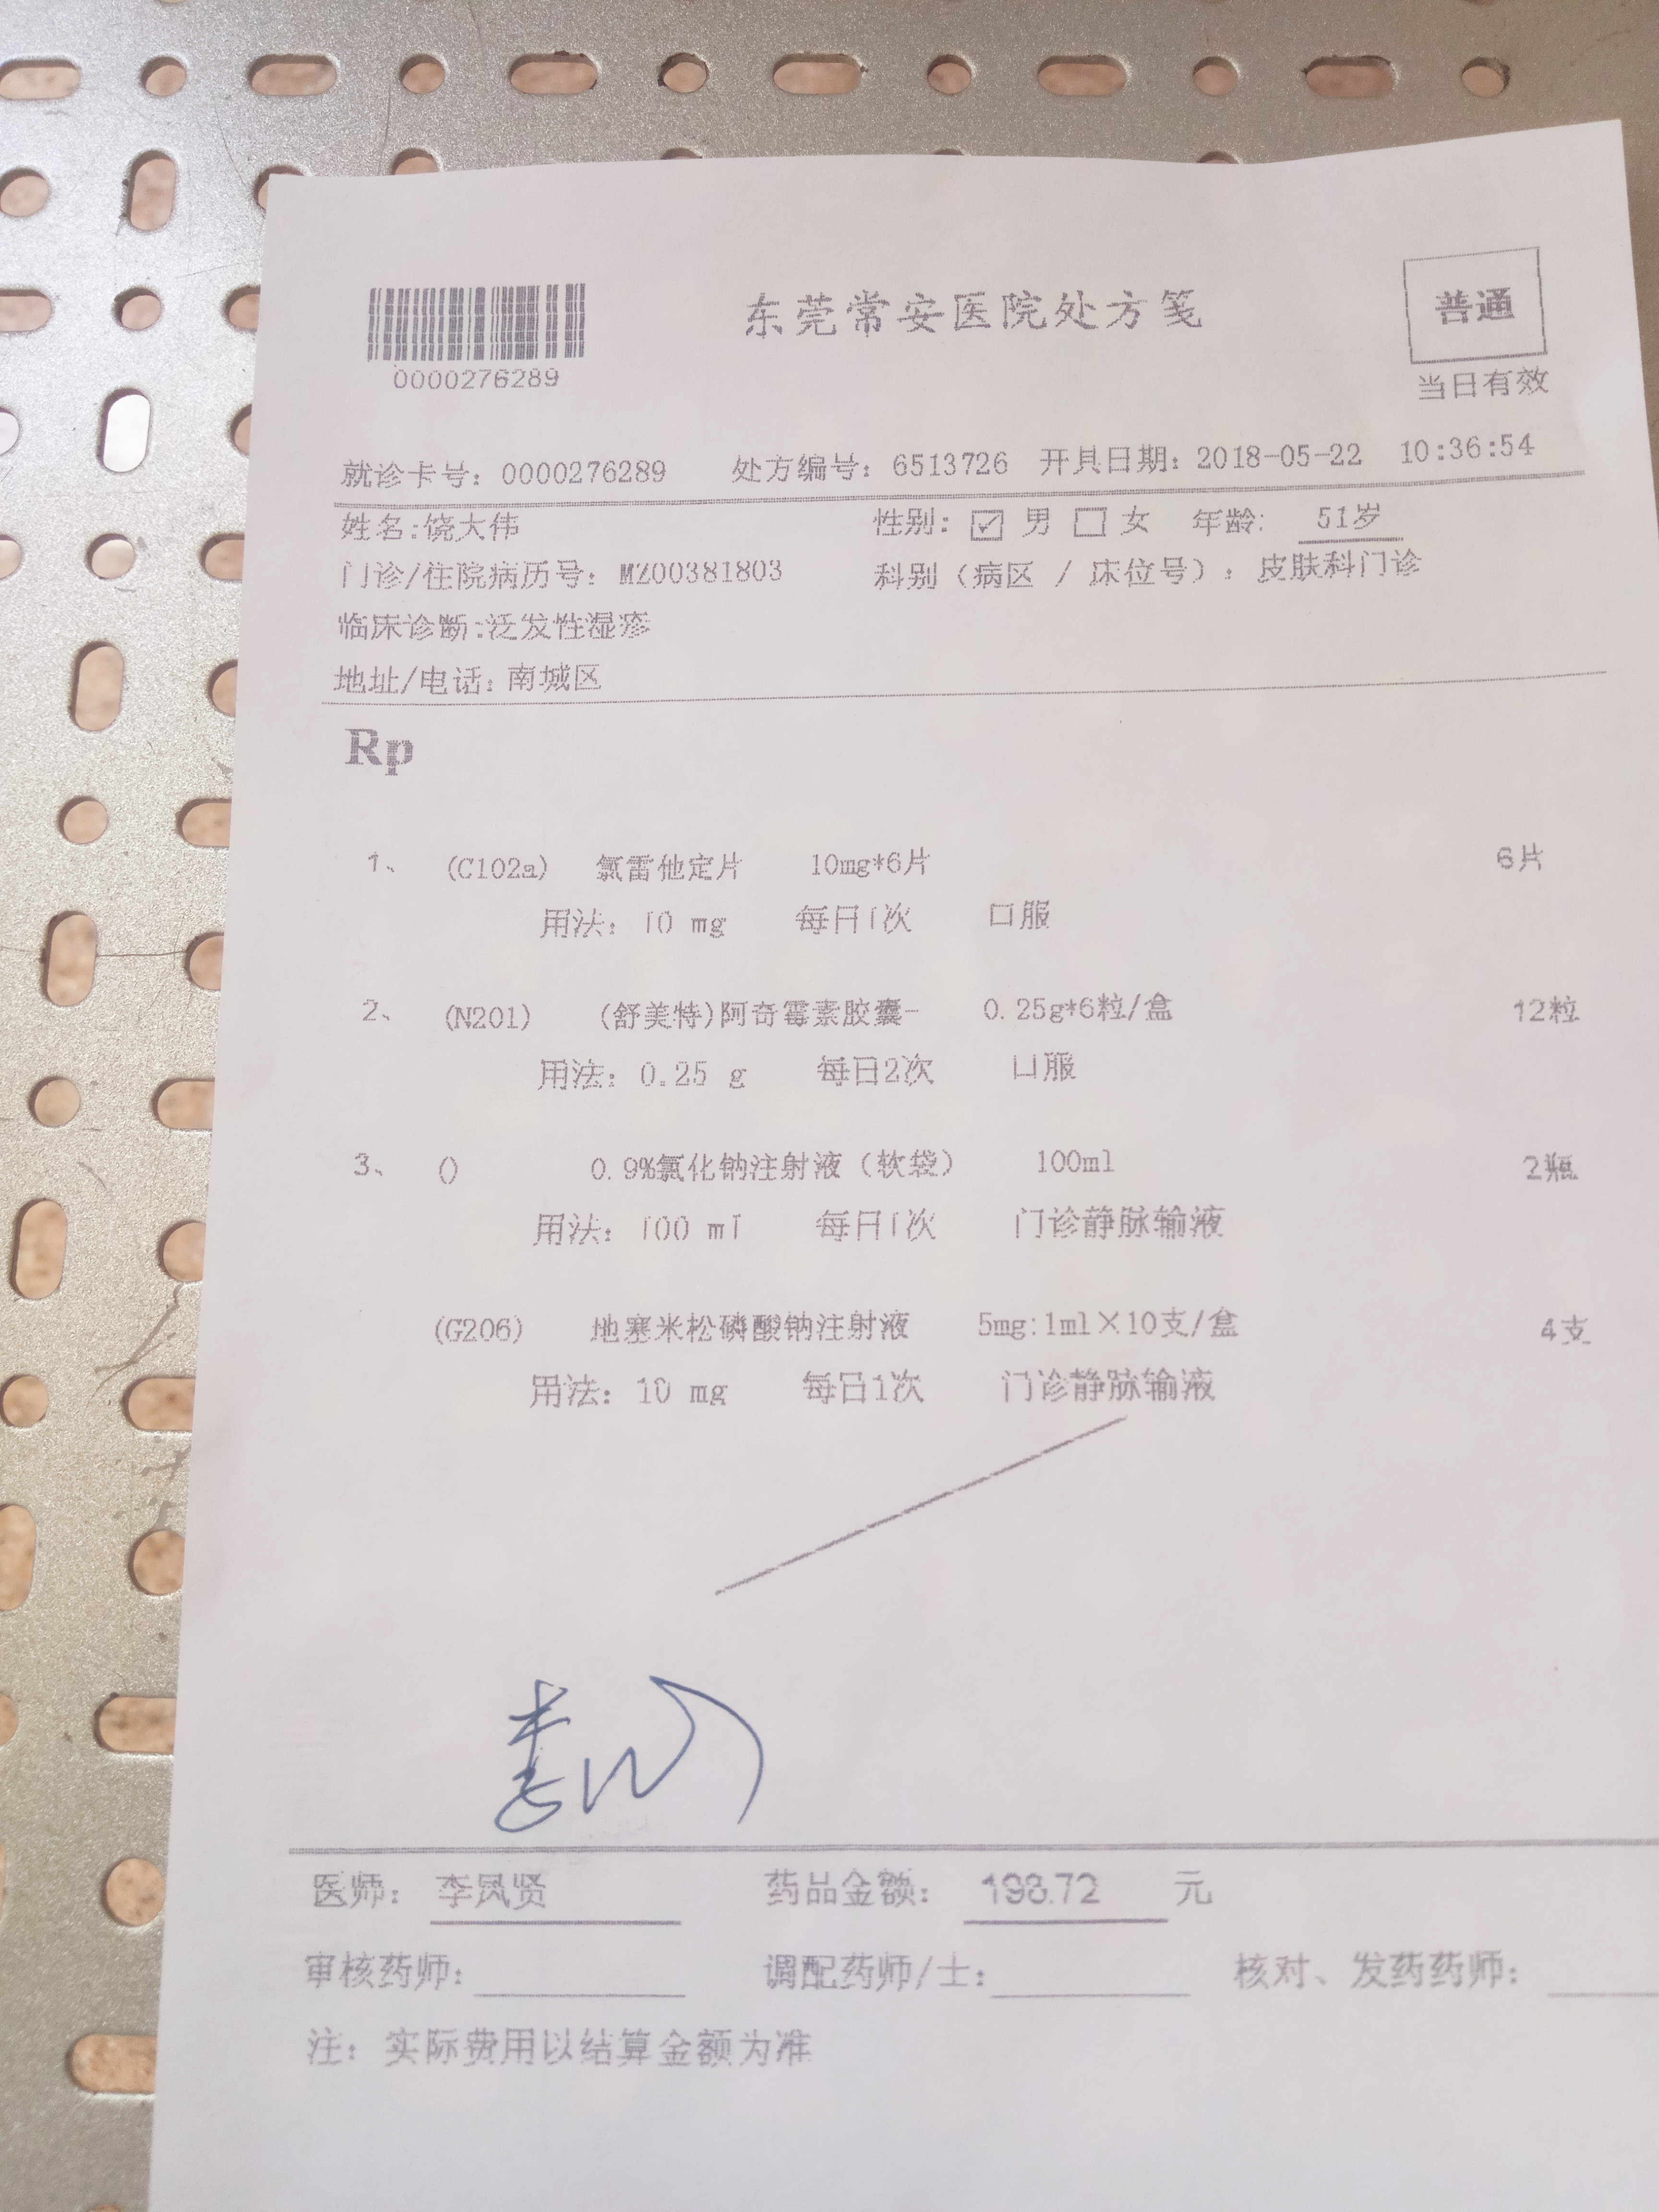 东莞常安医院处方笺
普通
0000276289
当日有效
就诊卡号：0000276289 处方编号：6513726 开具日期：2018-05-22 10:36:54
姓名:饶大伟 性别：☑ 男 □ 女 年龄: 51岁
门诊/住院病历号：MZ00381803 科别（病区 / 床位号）：皮肤科门诊
临床诊断:泛发性湿疹
地址/电话：南城区
Rp
1、 (C102a) 氯雷他定片 10mg*6片 6片
用法：10 mg 每日1次 口服
2、 (N201) (舒美特)阿奇霉素胶囊- 0.25g*6粒/盒 12粒
用法：0.25 g 每日2次 口服
3、 () 0.9%氯化钠注射液（软袋） 100ml 2瓶
用法：100 ml 每日1次 门诊静脉输液
(G206) 地塞米松磷酸钠注射液 5mg:1ml×10支/盒 4支
用法：10 mg 每日1次 门诊静脉输液
医师：李凤贤 药品金额：198.72 元
审核药师： 调配药师/士： 核对、发药药师：
注：实际费用以结算金额为准